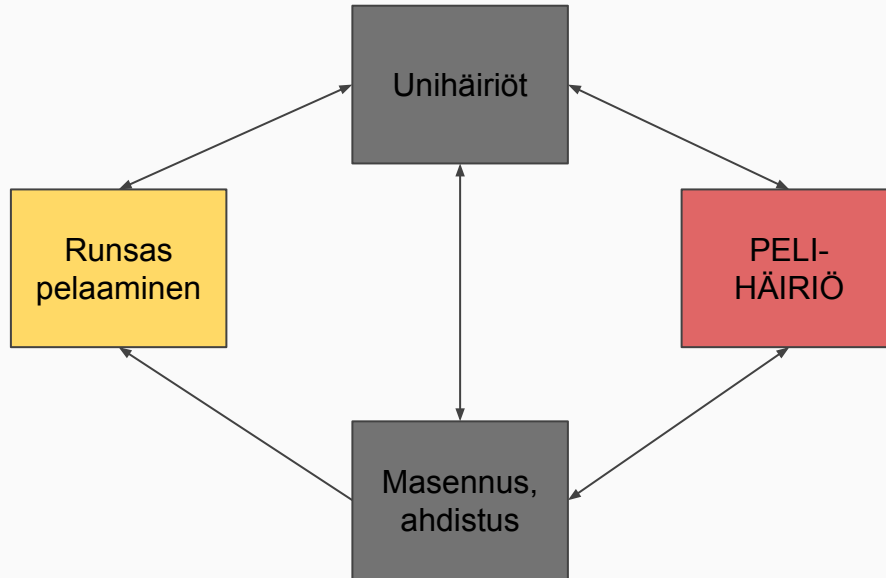 Unihäiriöt
Runsas
pelaaminen
PELI-
HÄIRIÖ
Masennus,
ahdistus